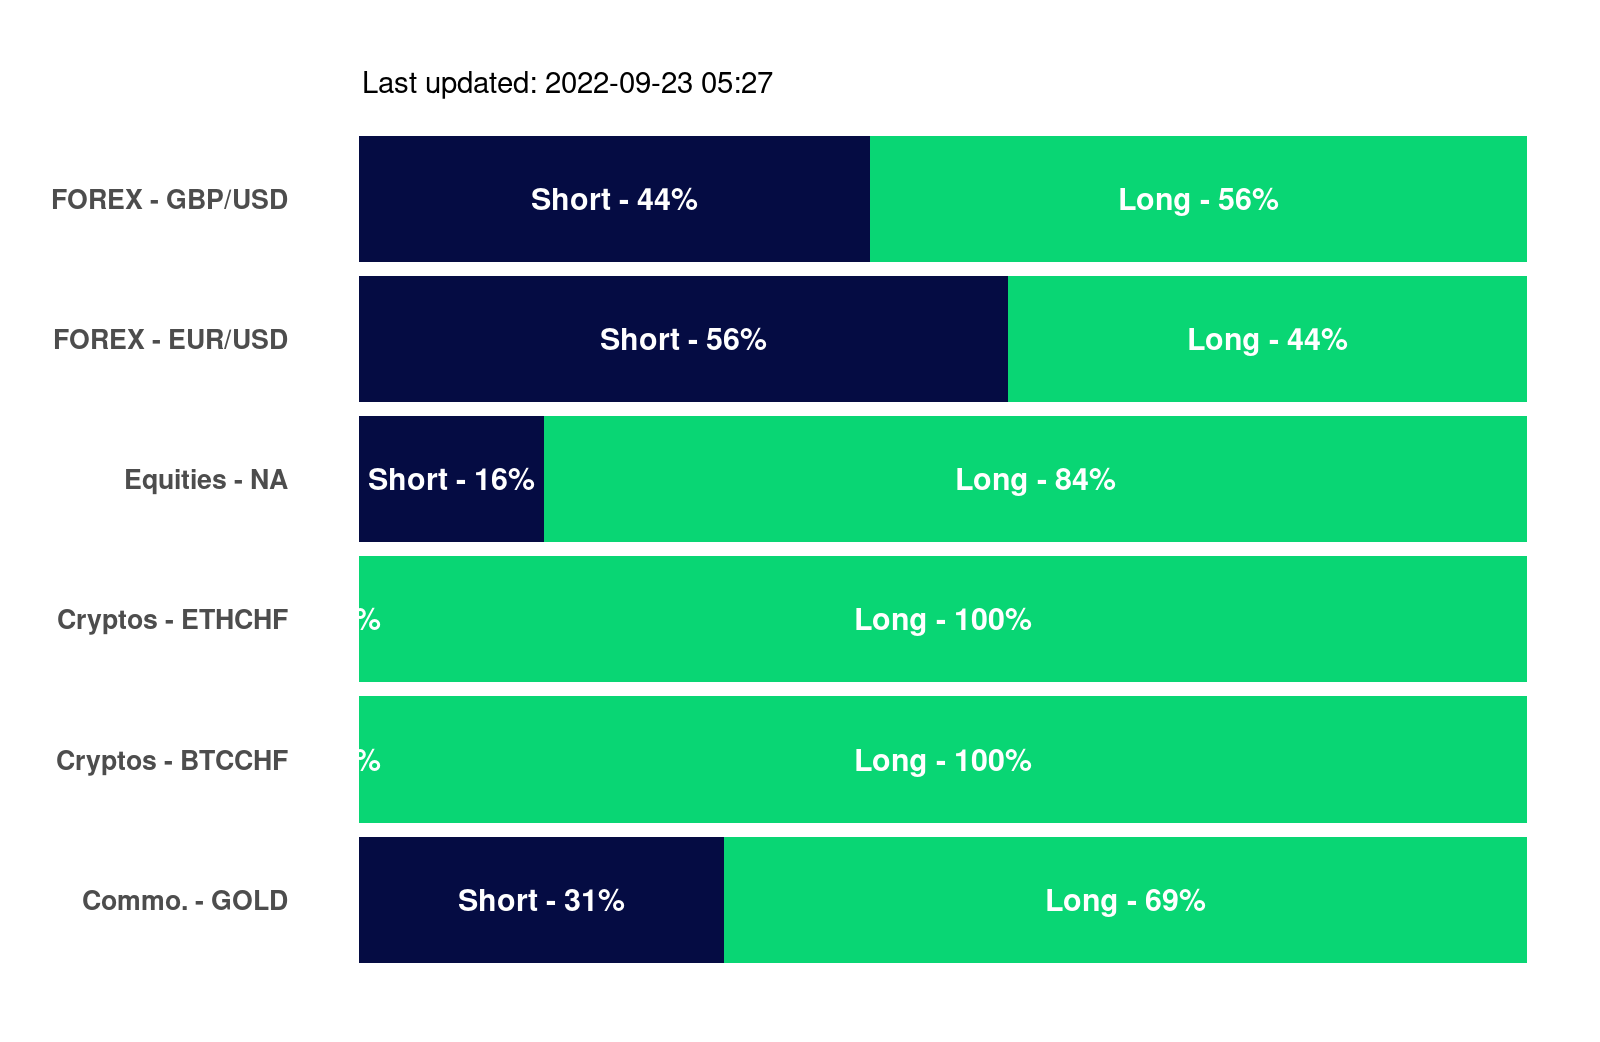 Last updated: 2022-09-23 05:27
FOREX - GBP/USD Short - 44% Long - 56%
FOREX - EUR/USD Short - 56% Long - 44%
Equities - NA Short - 16% Long - 84%
Cryptos - ETHCHF % Long - 100%
Cryptos - BTCCHF % Long - 100%
Commo. - GOLD Short - 31% Long - 69%